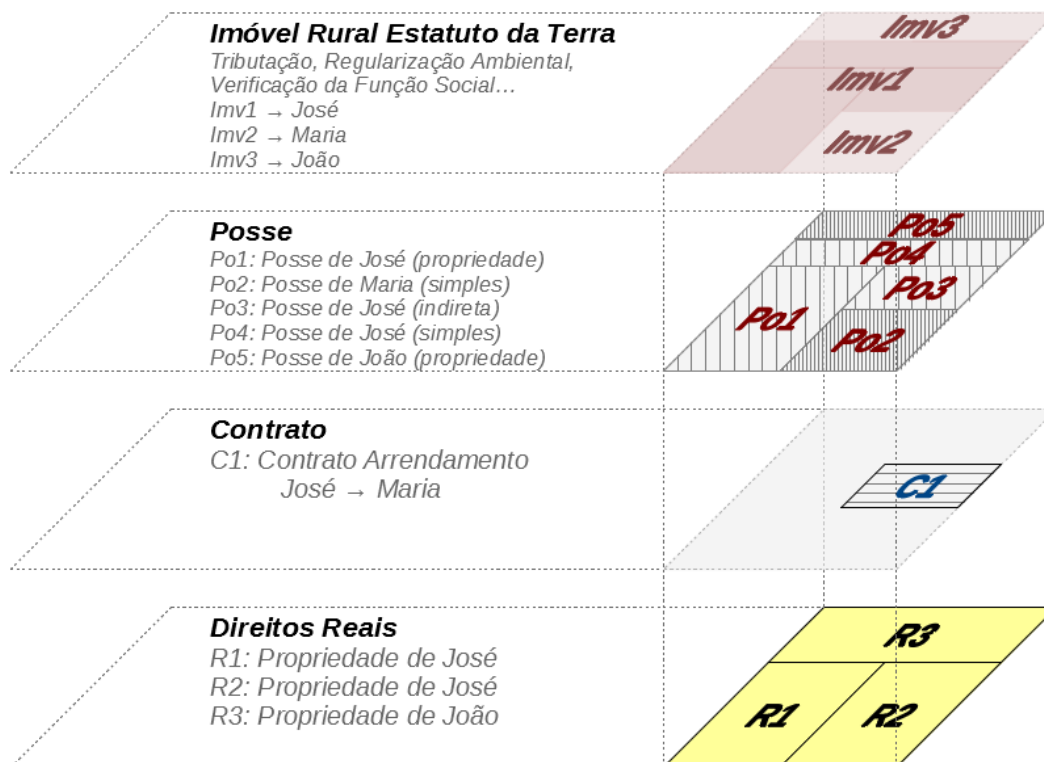 Imóvel Rural Estatuto da Terra
Tributação, Regularização Ambiental,
Verificação da Função Social...
Imv1 → José
Imv2 → Maria
Imv3 → João
Imv3
Imv1
Imv2
Posse
Po1: Posse de José (propriedade)
Po2: Posse de Maria (simples)
Po3: Posse de José (indireta)
Po4: Posse de José (simples)
Po5: Posse de João (propriedade)
Po5
Po4
Po3
Po1
Po2
Contrato
C1: Contrato Arrendamento
José → Maria
C1
Direitos Reais
R1: Propriedade de José
R2: Propriedade de José
R3: Propriedade de João
R3
R1
R2